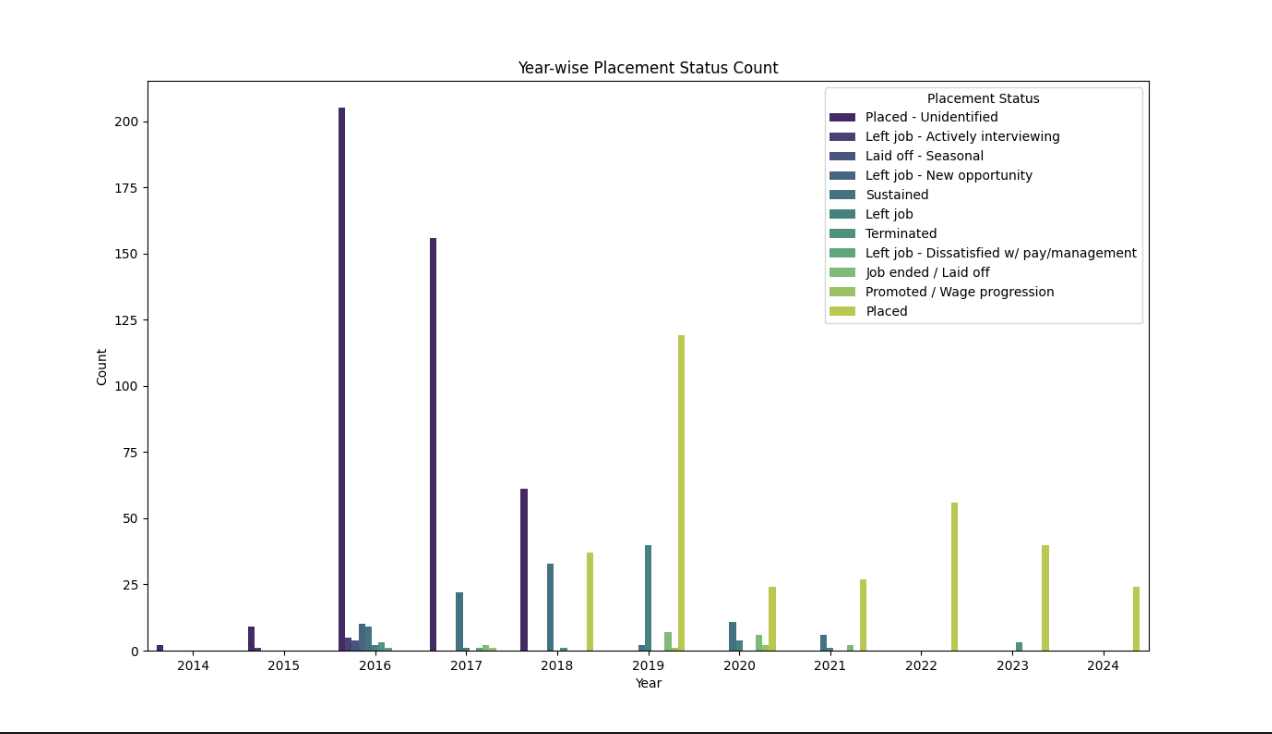 Year-wise Placement Status Count
Placement Status
Placed - Unidentified
Left job - Actively interviewing
Laid off - Seasonal
Left job - New opportunity
Sustained
Left job
Terminated
Left job - Dissatisfied w/ pay/management
Job ended / Laid off
Promoted / Wage progression
Placed
Count
200
175
150
125
100
75
50
25
0
2014 2015 2016 2017 2018 2019 2020 2021 2022 2023 2024
Year